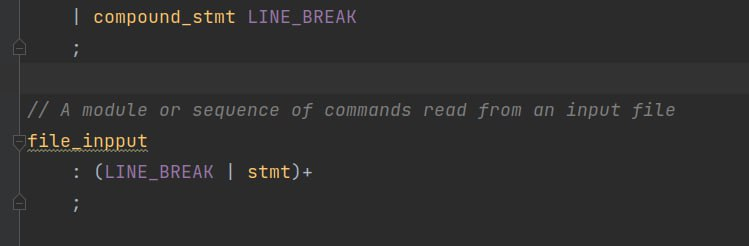 | compound_stmt LINE_BREAK
;
// A module or sequence of commands read from an input file
file_inpput
: (LINE_BREAK | stmt)+
;